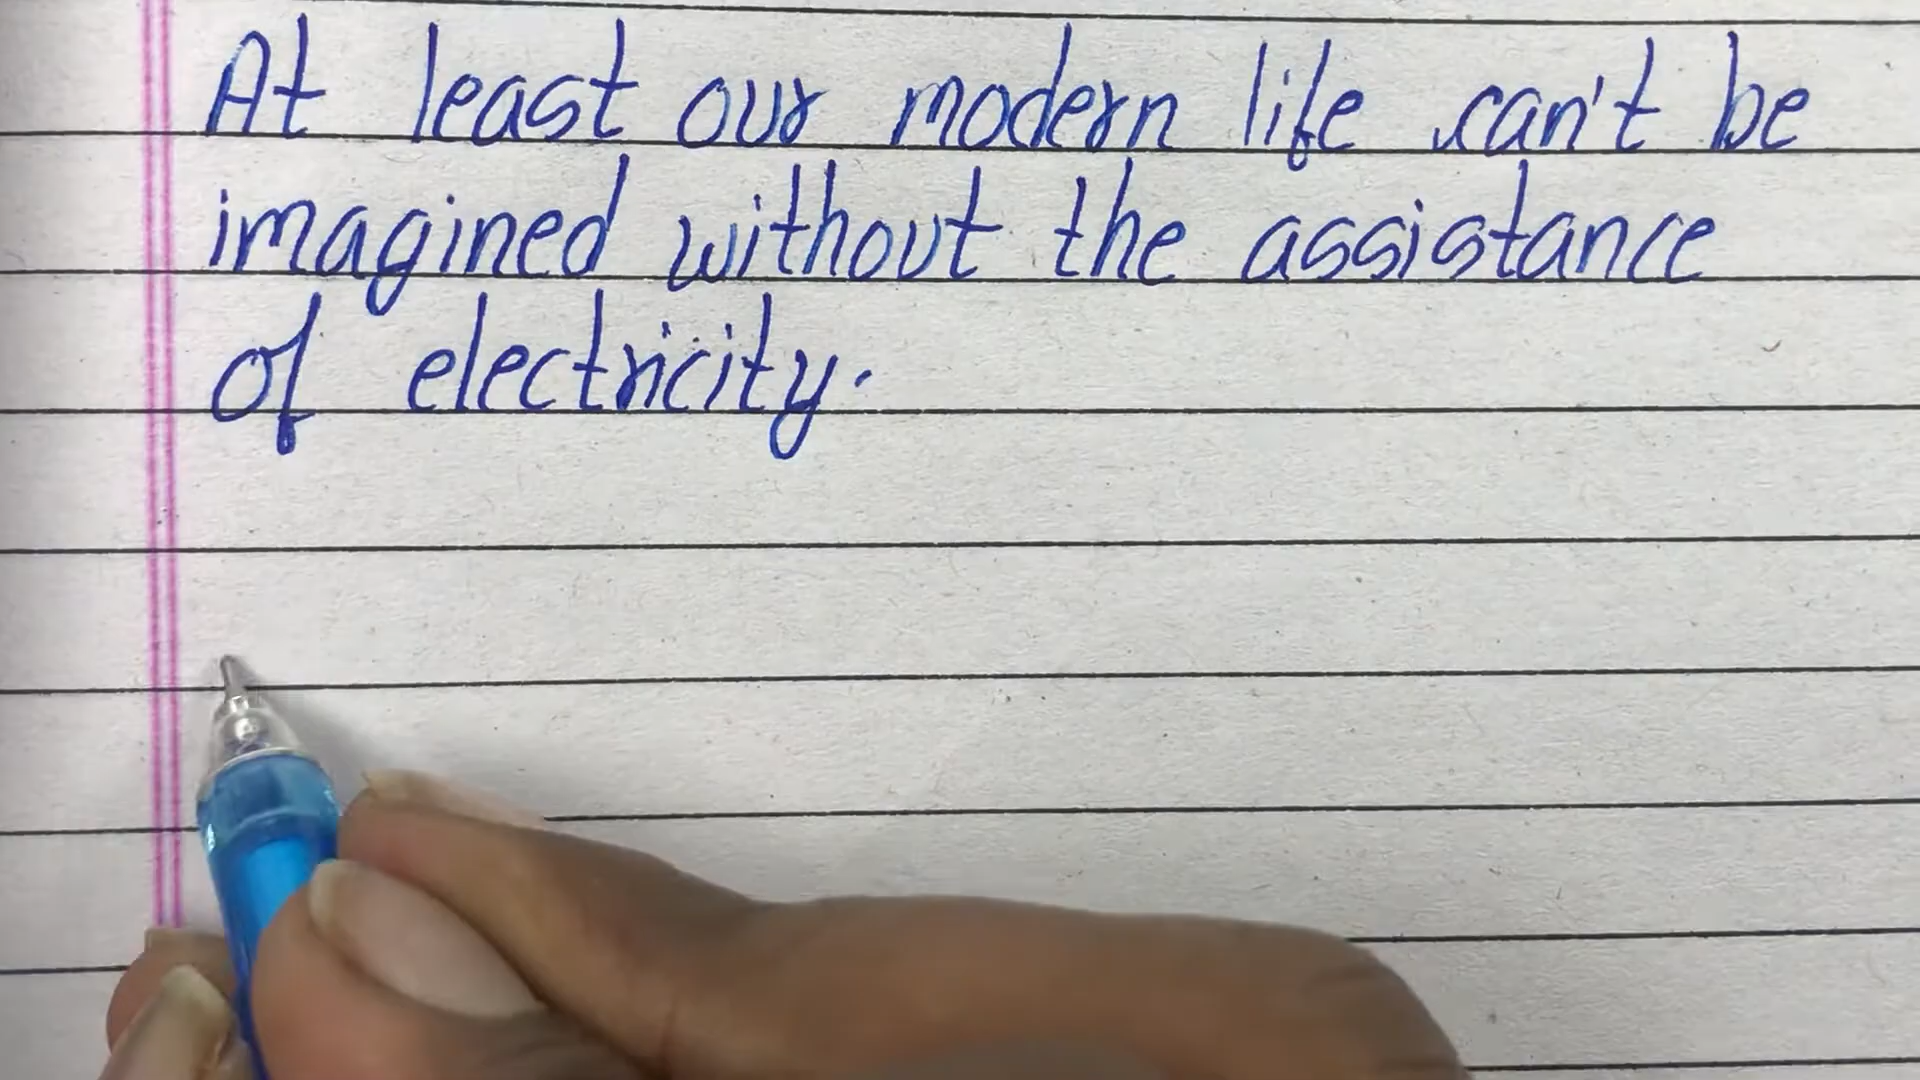 At least our modern life can't be
imagined without the assistance
of electricity.